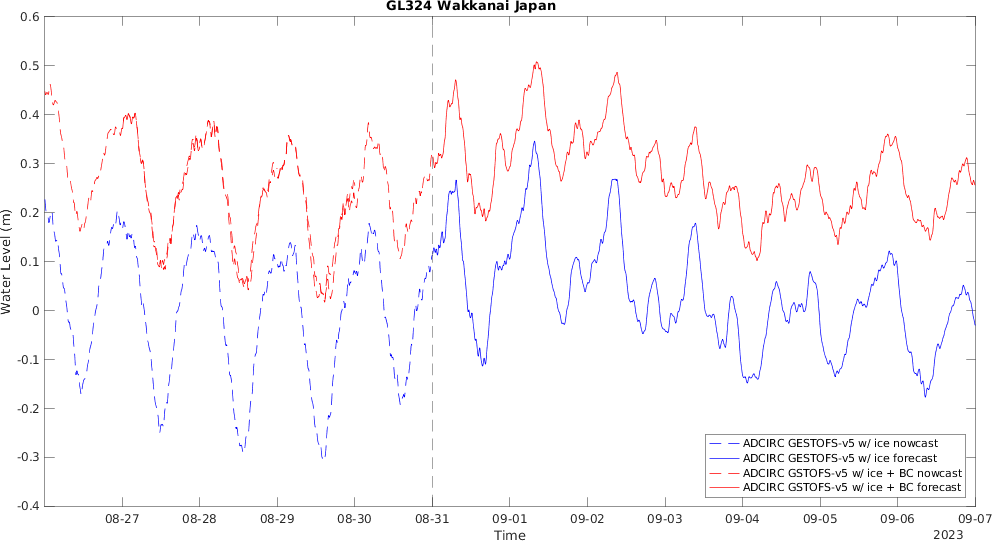 GL324 Wakkanai Japan
0.6
0.5
0.4
0.3
0.2
0.1
0
-0.1
-0.2
-0.3
-0.4
Water Level (m)
ADCIRC GESTOFS-v5 w/ ice nowcast
ADCIRC GESTOFS-v5 w/ ice forecast
ADCIRC GSTOFS-v5 w/ ice + BC nowcast
ADCIRC GSTOFS-v5 w/ ice + BC forecast
08-27 08-28 08-29 08-30 08-31 09-01 09-02 09-03 09-04 09-05 09-06 09-07
Time
2023